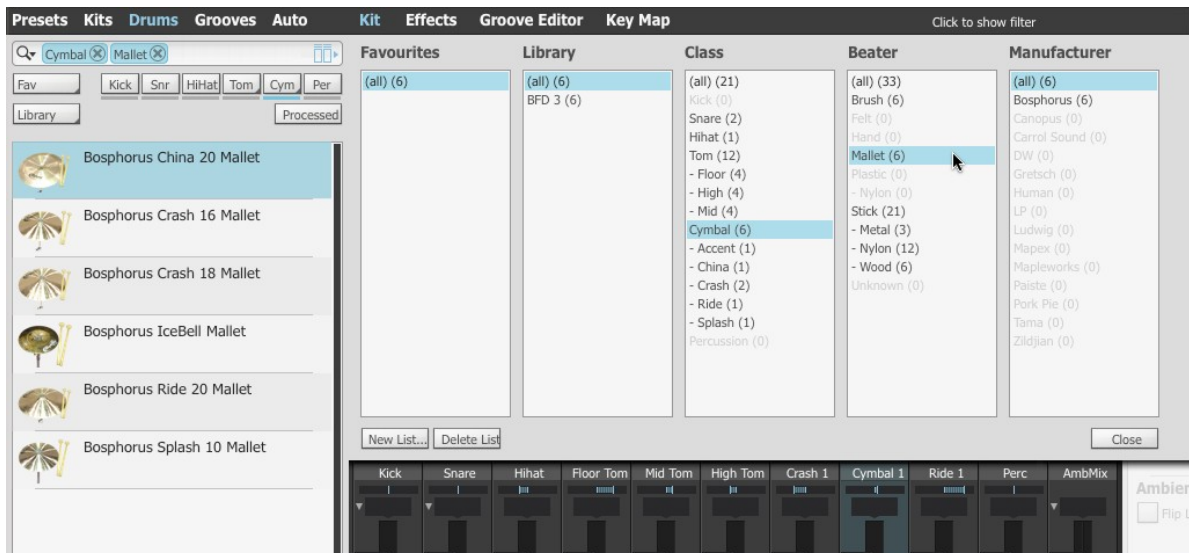 Presets Kits Drums Grooves Auto
Kit Effects Groove Editor Key Map
Click to show filter
Cymbal Mallet
Fav Kick Snr HiHat Tom Cym Per
Library Processed
Bosphorus China 20 Mallet
Bosphorus Crash 16 Mallet
Bosphorus Crash 18 Mallet
Bosphorus IceBell Mallet
Bosphorus Ride 20 Mallet
Bosphorus Splash 10 Mallet
Favourites
(all) (6)
Library
(all) (6)
BFD 3 (6)
Class
(all) (21)
Kick (0)
Snare (2)
Hihat (1)
Tom (12)
- Floor (4)
- High (4)
- Mid (4)
Cymbal (6)
- Accent (1)
- China (1)
- Crash (2)
- Ride (1)
- Splash (1)
Percussion (0)
Beater
(all) (33)
Brush (6)
Felt (0)
Hand (0)
Mallet (6)
Plastic (0)
- Nylon (0)
Stick (21)
- Metal (3)
- Nylon (12)
- Wood (6)
Unknown (0)
Manufacturer
(all) (6)
Bosphorus (6)
Canopus (0)
Carrol Sound (0)
DW (0)
Gretsch (0)
Human (0)
LP (0)
Ludwig (0)
Mapex (0)
Mapleworks (0)
Paiste (0)
Pork Pie (0)
Tama (0)
Zildjian (0)
New List... Delete List
Close
Kick Snare Hihat Floor Tom Mid Tom High Tom Crash 1 Cymbal 1 Ride 1 Perc AmbMix
Ambien
Flip L